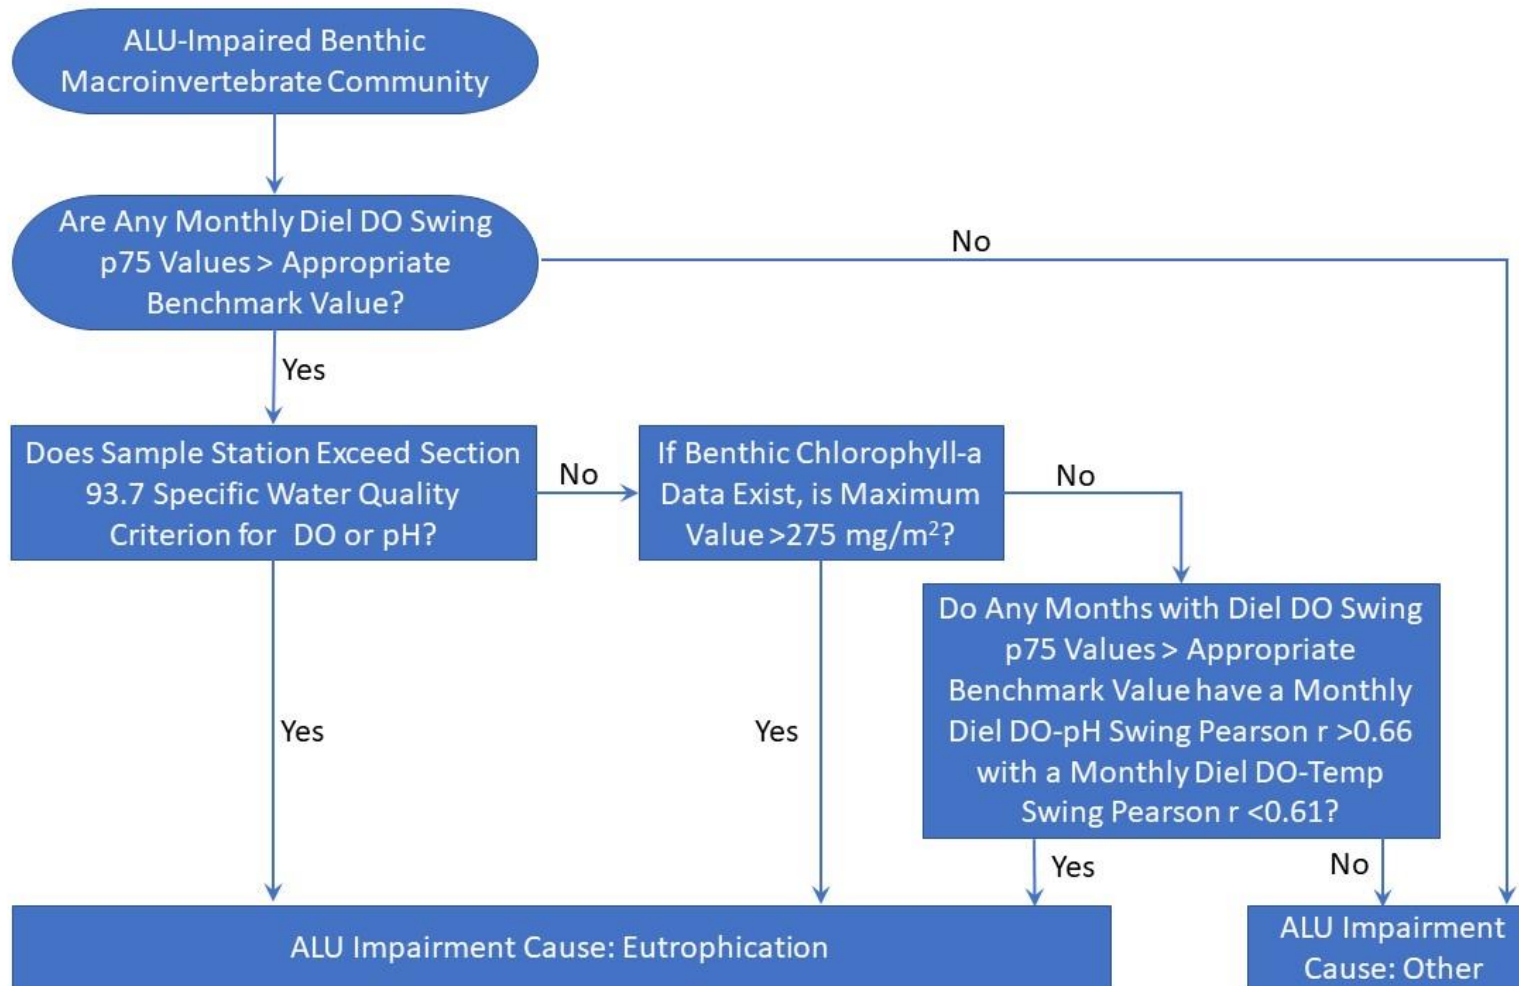 ALU-Impaired Benthic
Macroinvertebrate Community
Are Any Monthly Diel DO Swing
p75 Values > Appropriate
Benchmark Value?
No
Yes
Does Sample Station Exceed Section
93.7 Specific Water Quality
Criterion for DO or pH?
No
If Benthic Chlorophyll-a
Data Exist, is Maximum
Value >275 mg/m²?
No
Do Any Months with Diel DO Swing
p75 Values > Appropriate
Benchmark Value have a Monthly
Diel DO-pH Swing Pearson r >0.66
with a Monthly Diel DO-Temp
Swing Pearson r <0.61?
Yes
Yes
Yes
No
ALU Impairment Cause: Eutrophication
ALU Impairment
Cause: Other